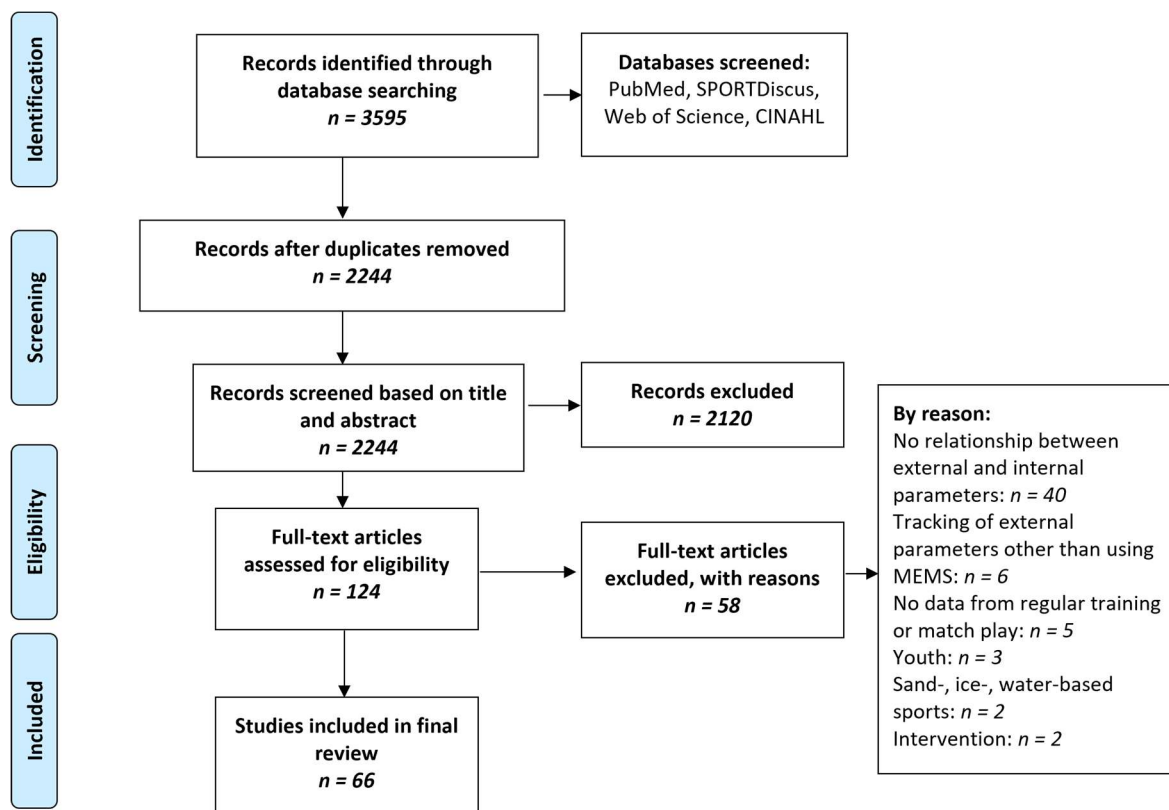 Identification
Records identified through
database searching
n = 3595
Databases screened:
PubMed, SPORTDiscus,
Web of Science, CINAHL
Screening
Records after duplicates removed
n = 2244
Records screened based on title
and abstract
n = 2244
Records excluded
n = 2120
Eligibility
Full-text articles
assessed for eligibility
n = 124
Full-text articles
excluded, with reasons
n = 58
By reason:
No relationship between
external and internal
parameters: n = 40
Tracking of external
parameters other than using
MEMS: n = 6
No data from regular training
or match play: n = 5
Youth: n = 3
Sand-, ice-, water-based
sports: n = 2
Intervention: n = 2
Included
Studies included in final
review
n = 66